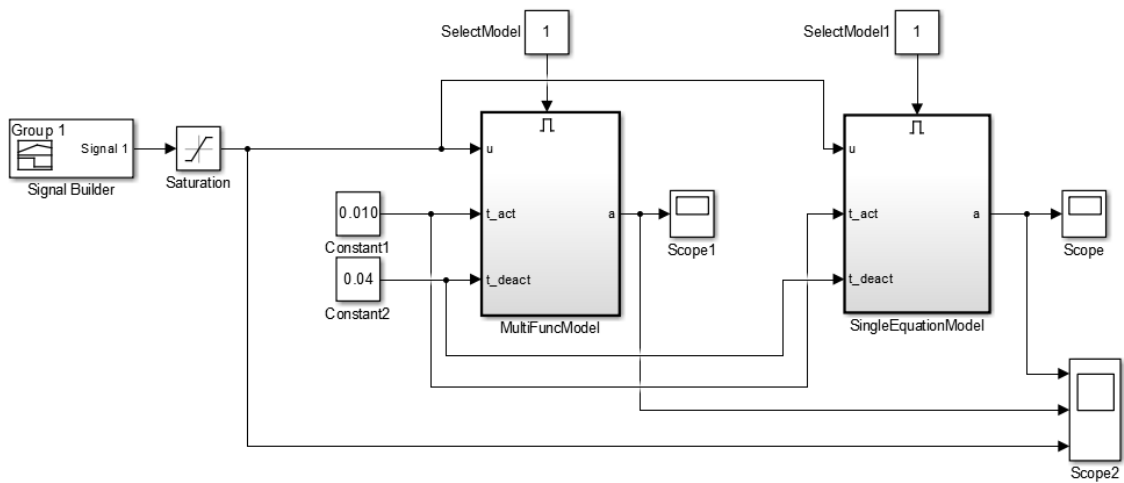 SelectModel
1
SelectModel1
1
Group 1
Signal 1
Signal Builder
Saturation
0.010
Constant1
0.04
Constant2
u
t_act
t_deact
a
MultiFuncModel
Scope1
u
t_act
t_deact
a
SingleEquationModel
Scope
Scope2